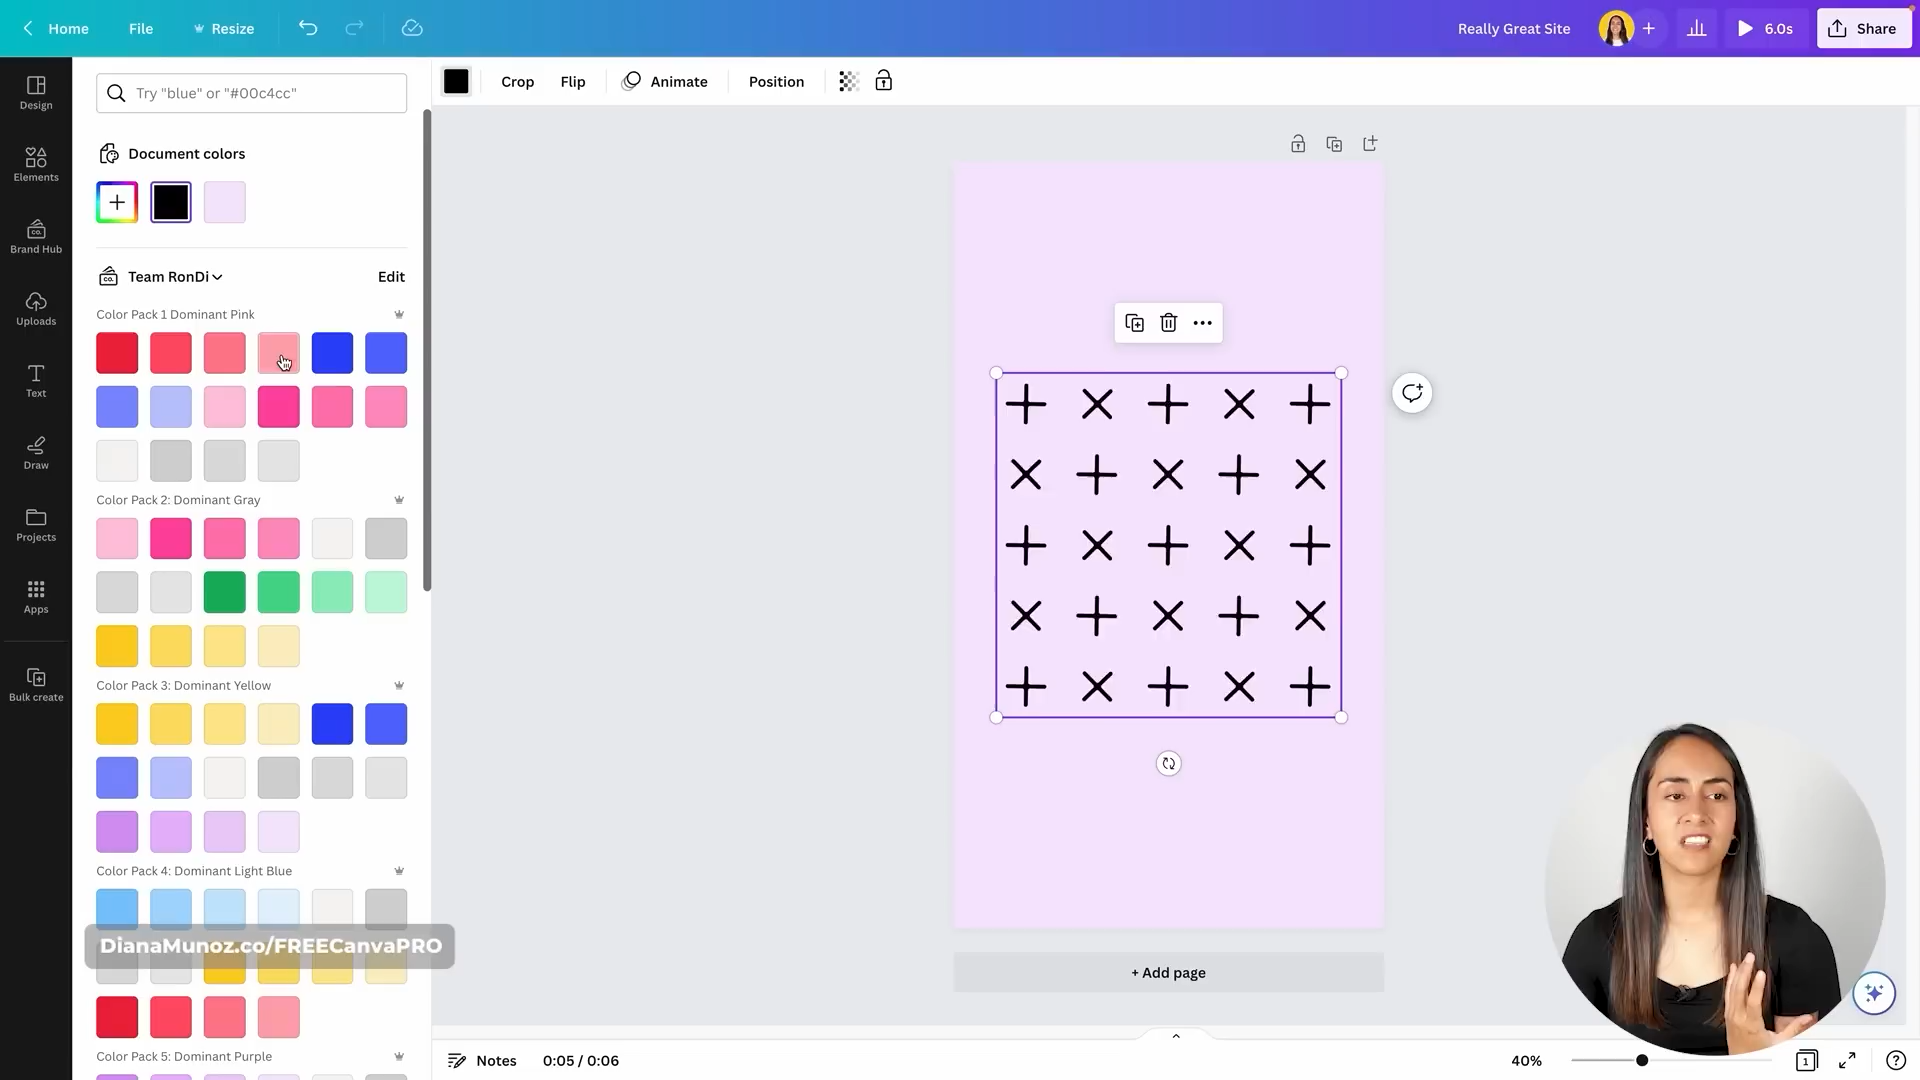 Home
File
Resize
Really Great Site
6.0s
Share
Design
Elements
Brand Hub
Uploads
Text
Draw
Projects
Apps
Bulk create
Try "blue" or "#00c4cc"
Document colors
Team RonDi
Edit
Color Pack 1 Dominant Pink
Color Pack 2: Dominant Gray
Color Pack 3: Dominant Yellow
Color Pack 4: Dominant Light Blue
DianaMunoz.co/FREECanvaPRO
Color Pack 5: Dominant Purple
Crop
Flip
Animate
Position
+ Add page
Notes
0:05 / 0:06
40%
1